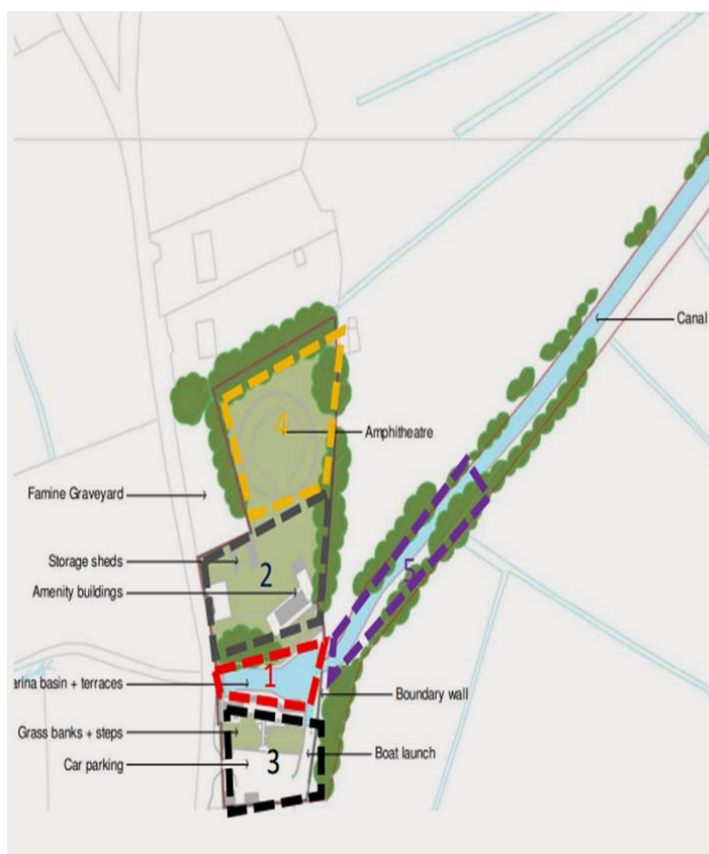 Canal
4
Amphitheatre
Famine Graveyard
Storage sheds
2
5
Amenity buildings
1
arina basin + terraces
Boundary wall
Grass banks + steps
3
Boat launch
Car parking